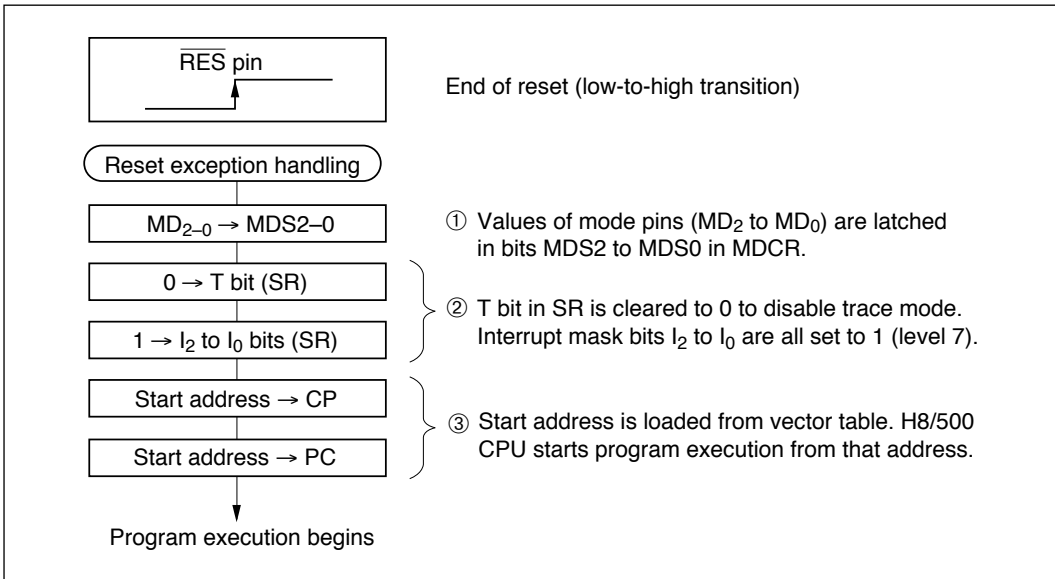 RES pin
End of reset (low-to-high transition)
Reset exception handling
MD₂₋₀ → MDS2–0
① Values of mode pins (MD₂ to MD₀) are latched
in bits MDS2 to MDS0 in MDCR.
0 → T bit (SR)
1 → I₂ to I₀ bits (SR)
② T bit in SR is cleared to 0 to disable trace mode.
Interrupt mask bits I₂ to I₀ are all set to 1 (level 7).
Start address → CP
Start address → PC
③ Start address is loaded from vector table. H8/500
CPU starts program execution from that address.
Program execution begins